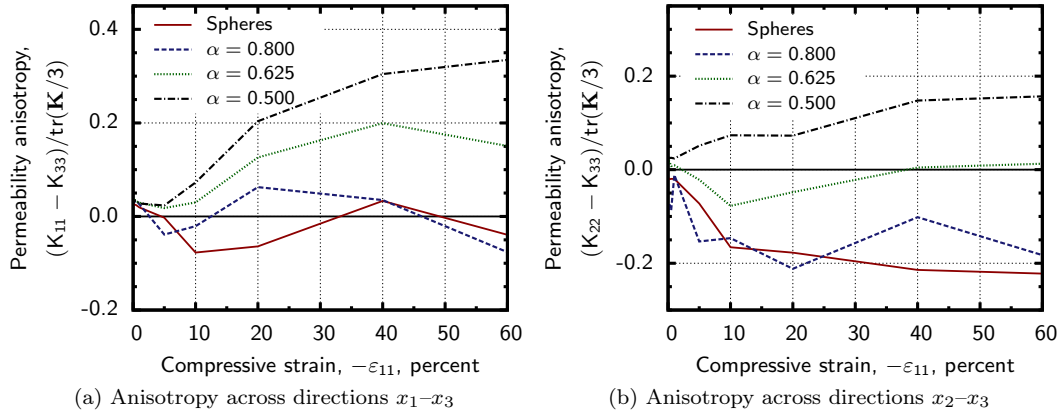 Permeability anisotropy,
(K11 − K33)/tr(K/3)
0.4
0.2
0.0
-0.2
Spheres
α = 0.800
α = 0.625
α = 0.500
0 10 20 30 40 50 60
Compressive strain, −ε11, percent
(a) Anisotropy across directions x1–x3
Permeability anisotropy,
(K22 − K33)/tr(K/3)
0.2
0.0
-0.2
Spheres
α = 0.800
α = 0.625
α = 0.500
0 10 20 30 40 50 60
Compressive strain, −ε11, percent
(b) Anisotropy across directions x2–x3